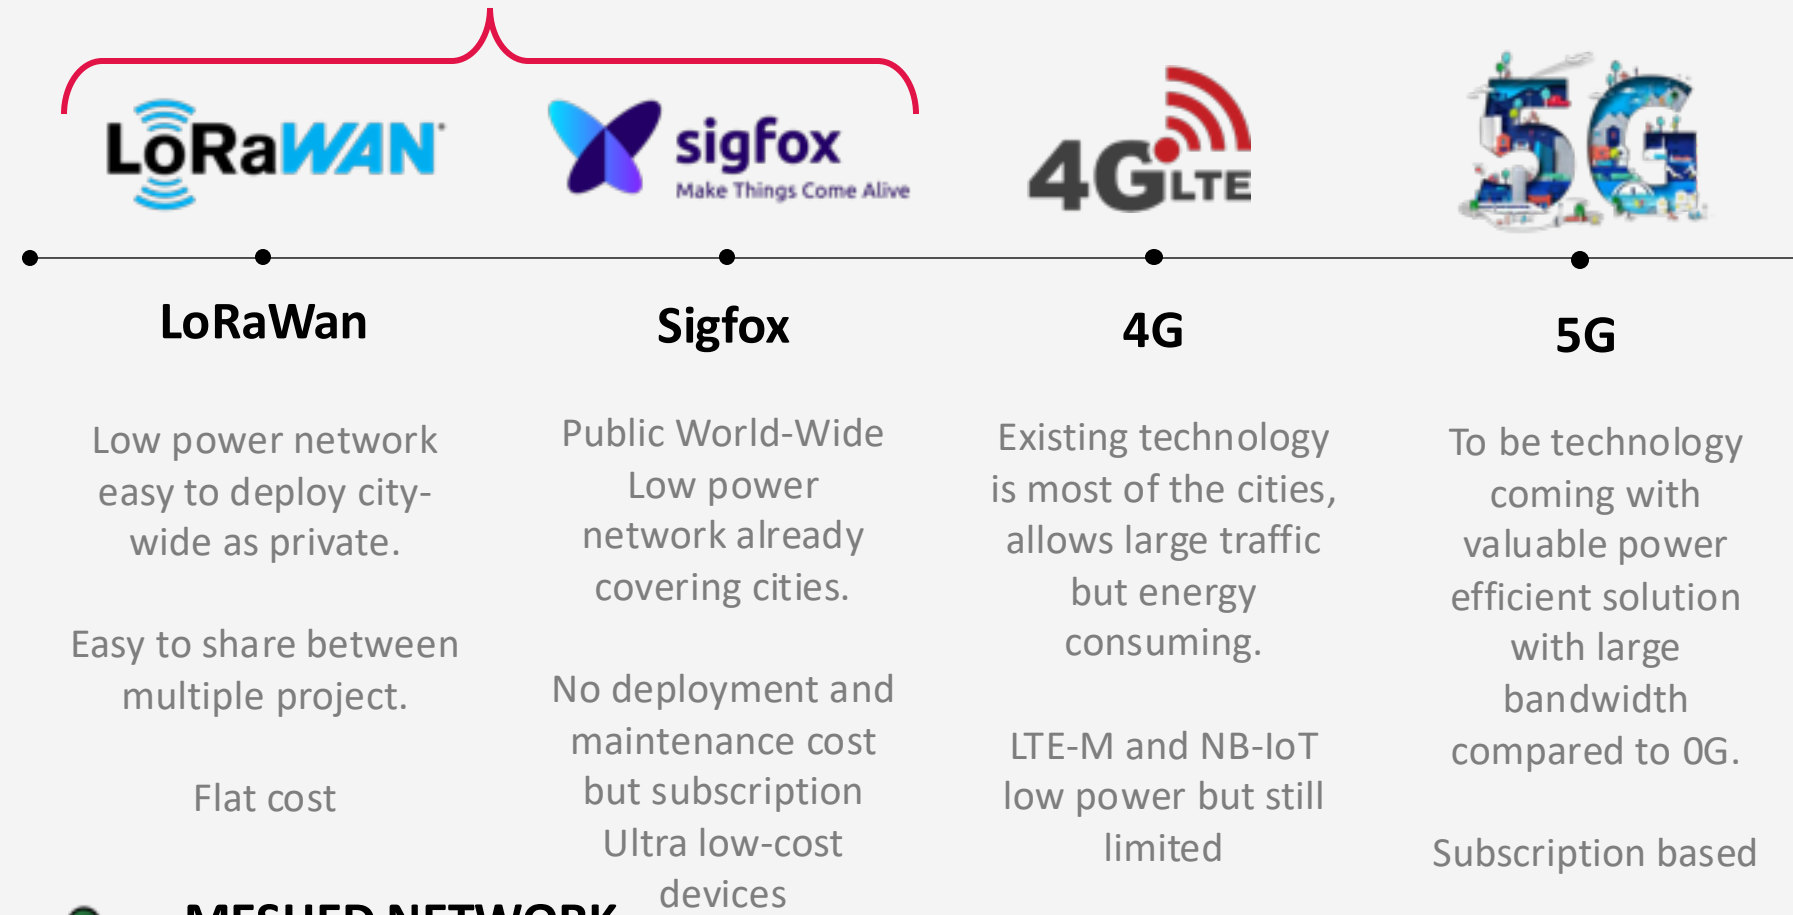 LoRaWAN
sigfox
Make Things Come Alive
4G LTE
5G
LoRaWan
Low power network
easy to deploy city-
wide as private.
Easy to share between
multiple project.
Flat cost
Sigfox
Public World-Wide
Low power
network already
covering cities.
No deployment and
maintenance cost
but subscription
Ultra low-cost
devices
4G
Existing technology
is most of the cities,
allows large traffic
but energy
consuming.
LTE-M and NB-IoT
low power but still
limited
5G
To be technology
coming with
valuable power
efficient solution
with large
bandwidth
compared to 0G.
Subscription based
MESHED NETWORK